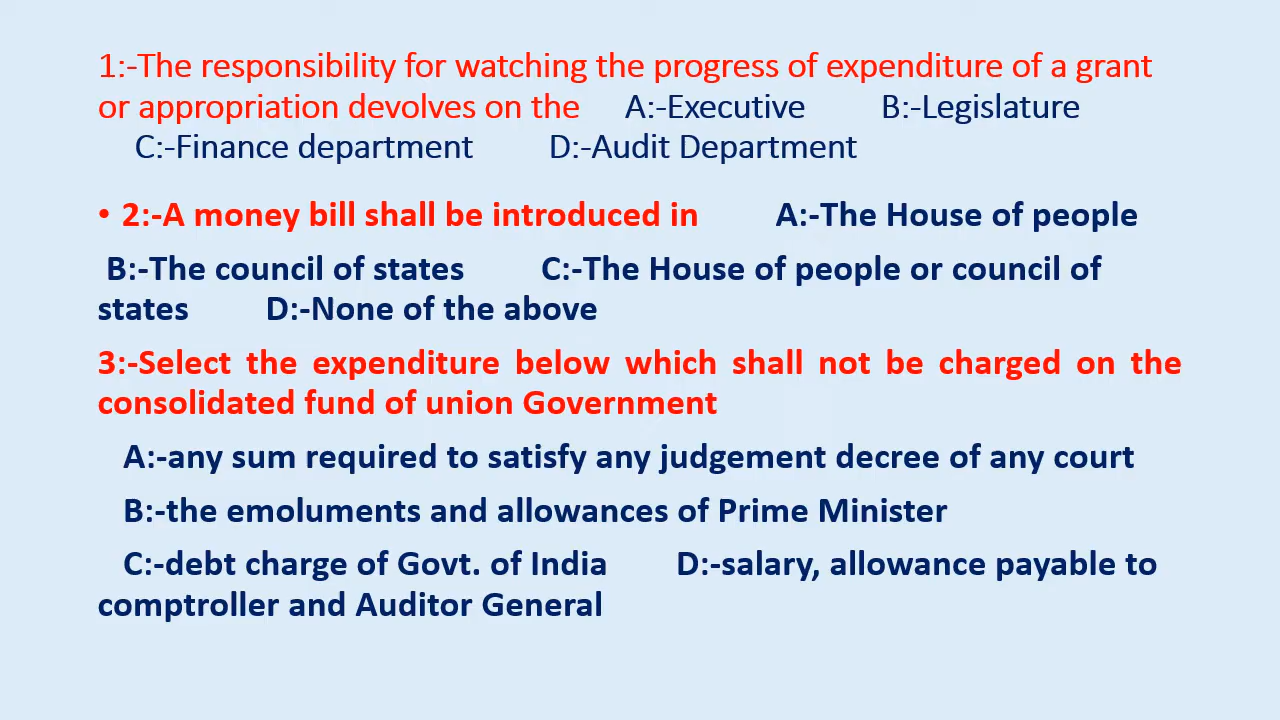 1:-The responsibility for watching the progress of expenditure of a grant
or appropriation devolves on the A:-Executive B:-Legislature
C:-Finance department D:-Audit Department
• 2:-A money bill shall be introduced in A:-The House of people
B:-The council of states C:-The House of people or council of
states D:-None of the above
3:-Select the expenditure below which shall not be charged on the
consolidated fund of union Government
A:-any sum required to satisfy any judgement decree of any court
B:-the emoluments and allowances of Prime Minister
C:-debt charge of Govt. of India D:-salary, allowance payable to
comptroller and Auditor General